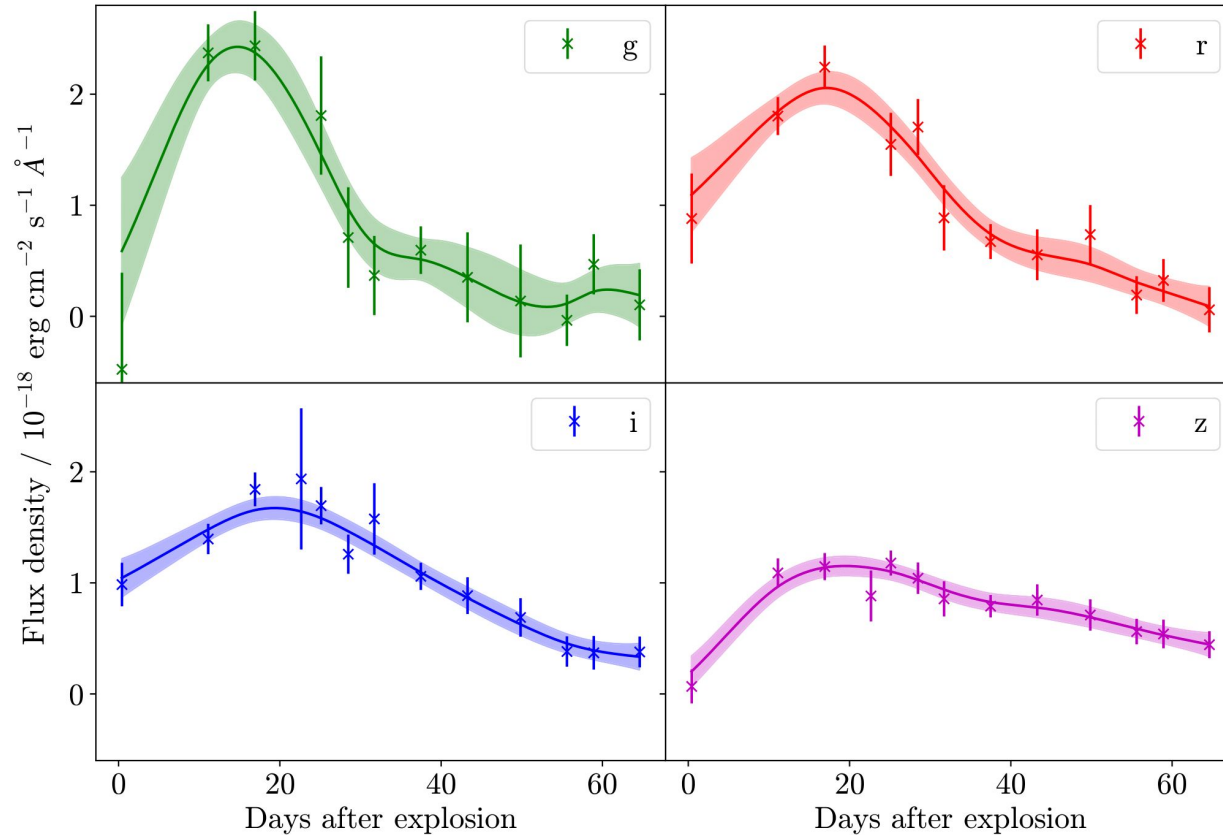 g
r
2
1
0
i
z
2
1
0
Flux density / 10⁻¹⁸ erg cm⁻² s⁻¹ Å⁻¹
0 20 40 60
0 20 40 60
Days after explosion
Days after explosion